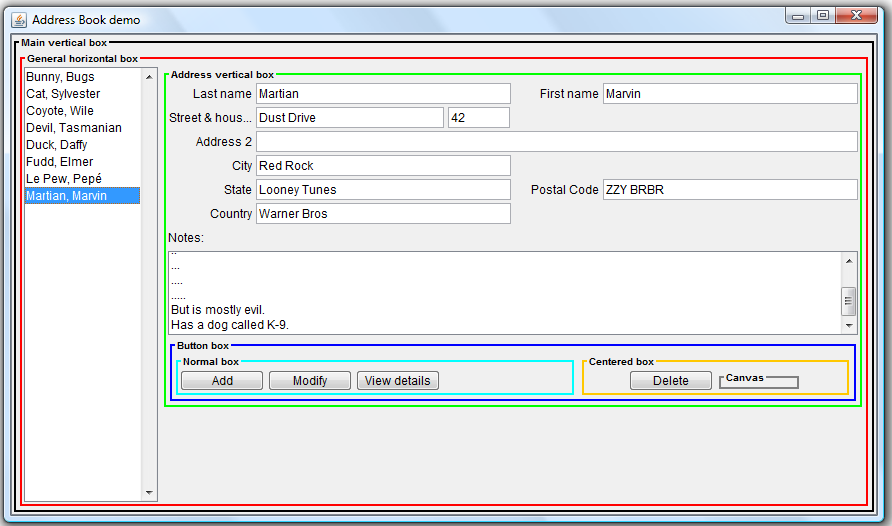 Address Book demo
Main vertical box
General horizontal box
Bunny, Bugs
Cat, Sylvester
Coyote, Wile
Devil, Tasmanian
Duck, Daffy
Fudd, Elmer
Le Pew, Pepé
Martian, Marvin
Address vertical box
Last name Martian First name Marvin
Street & hous... Dust Drive 42
Address 2
City Red Rock
State Looney Tunes Postal Code ZZY BRBR
Country Warner Bros
Notes:
..
...
....
.....
But is mostly evil.
Has a dog called K-9.
Button box
Normal box
Add Modify View details
Centered box
Delete Canvas